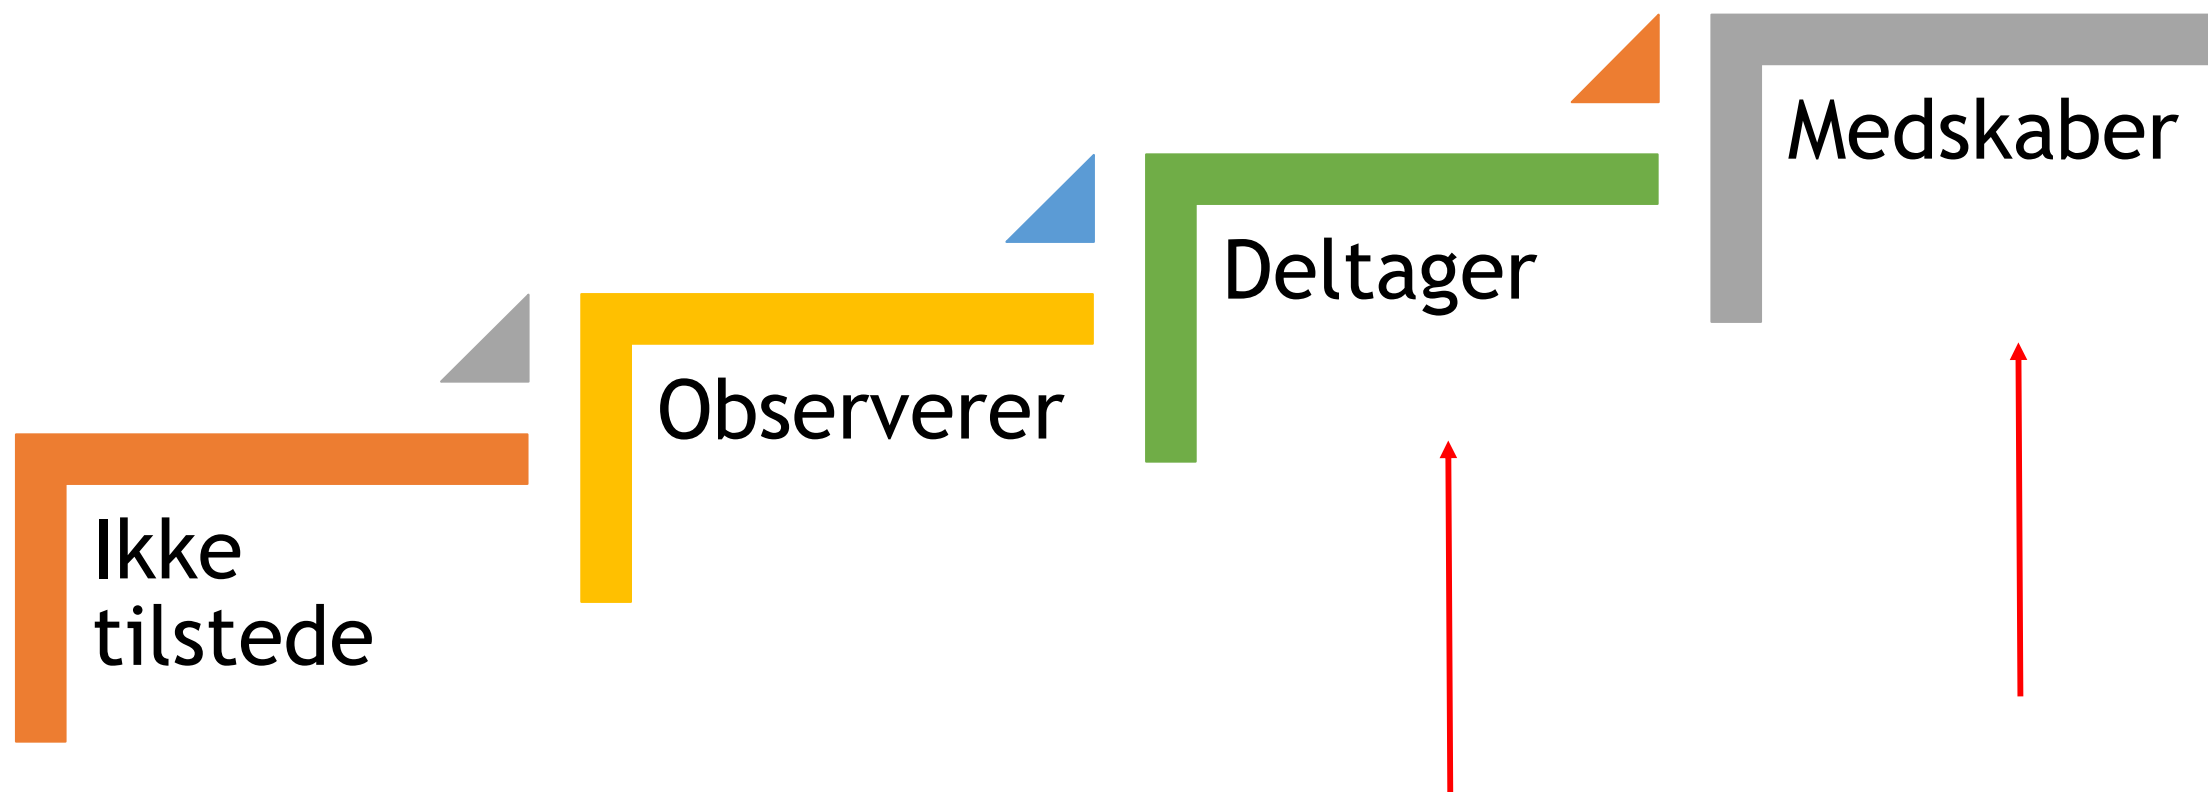 Ikke
tilstede
Observerer
Deltager
Medskaber